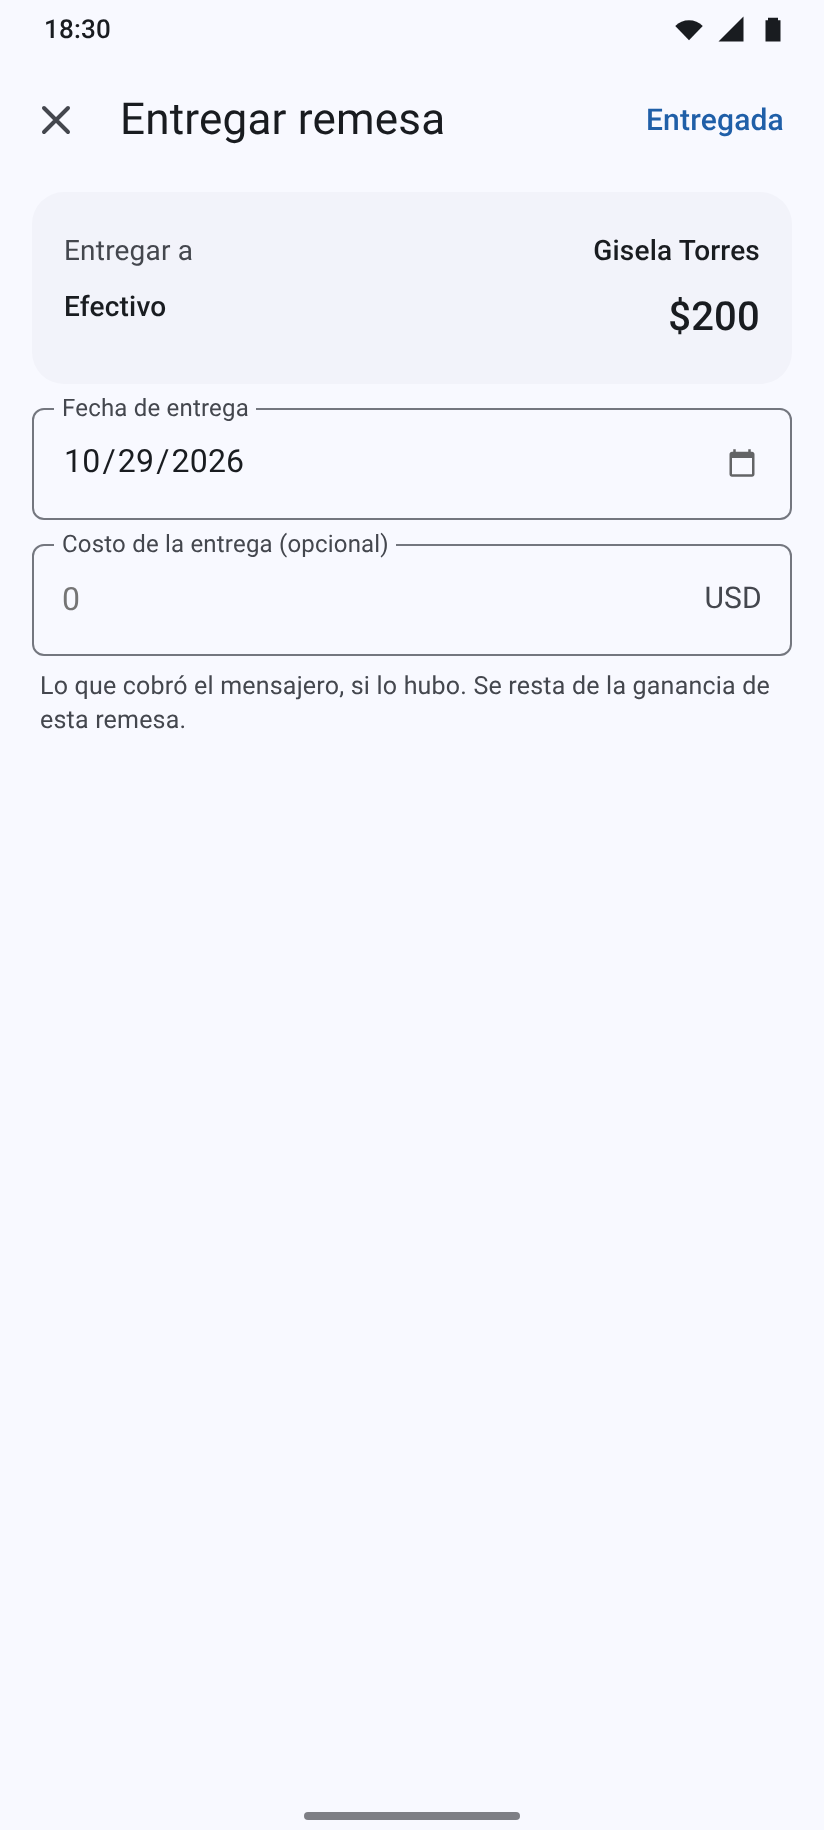 18:30
Entregar remesa
Entregada
Entregar a
Gisela Torres
Efectivo
$200
Fecha de entrega
10/29/2026
Costo de la entrega (opcional)
0
USD
Lo que cobró el mensajero, si lo hubo. Se resta de la ganancia de
esta remesa.